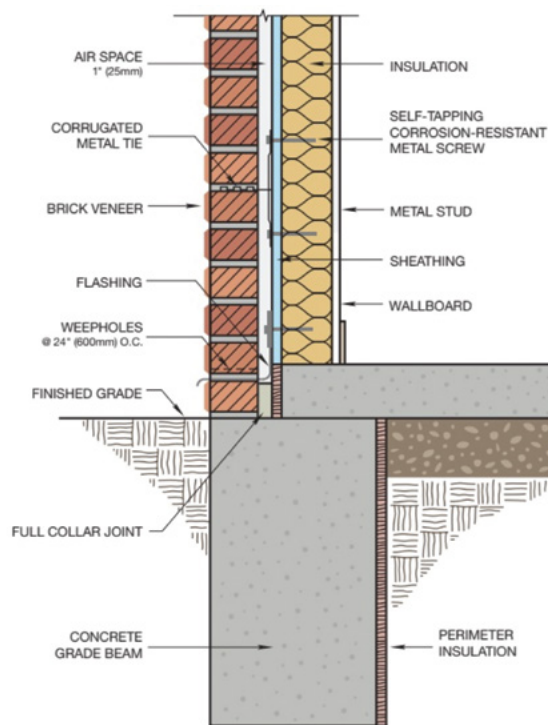 AIR SPACE
1" (25mm)
CORRUGATED
METAL TIE
BRICK VENEER
FLASHING
WEEPHOLES
@ 24" (600mm) O.C.
FINISHED GRADE
FULL COLLAR JOINT
CONCRETE
GRADE BEAM
INSULATION
SELF-TAPPING
CORROSION-RESISTANT
METAL SCREW
METAL STUD
SHEATHING
WALLBOARD
PERIMETER
INSULATION